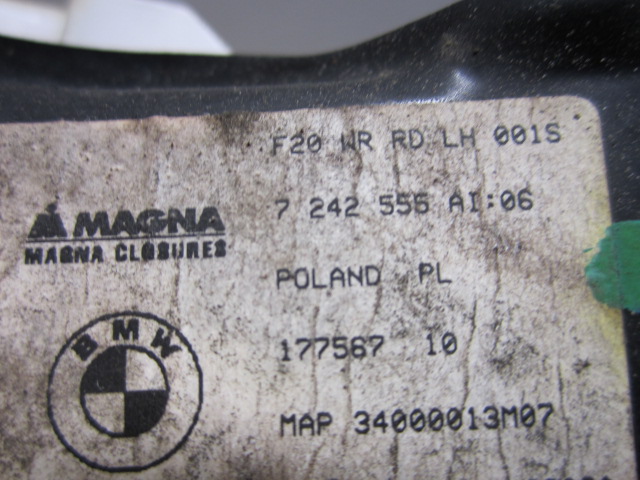 F20 WR RD LH 001S
7 242 555 AI:06
MAGNA
MAGNA CLOSURES
POLAND PL
177567 10
BMW
MAP 34000013M07